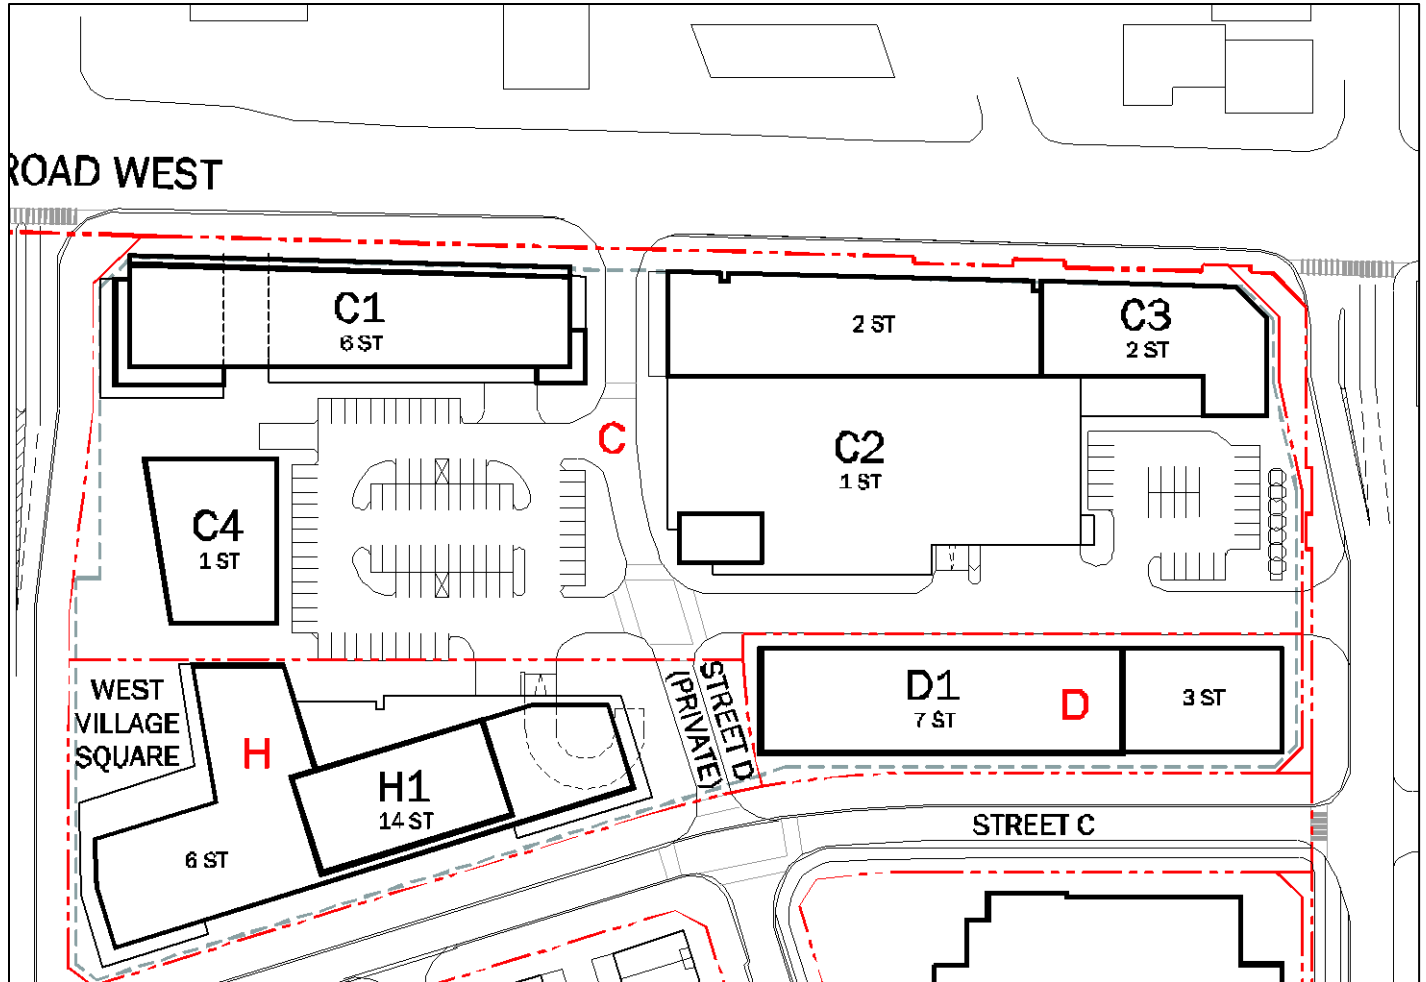 ROAD WEST
C1
6 ST
2 ST
C3
2 ST
C
C2
1 ST
C4
1 ST
WEST
VILLAGE
SQUARE
H
H1
14 ST
6 ST
STREET D
(PRIVATE)
D1
7 ST
D
3 ST
STREET C